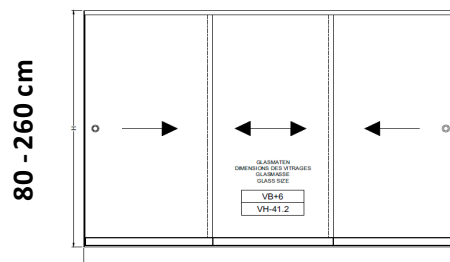 80 - 260 cm
GLASMATEN
DIMENSIONS DES VITRAGES
GLASMASSE
GLASS SIZE
VB+6
VH-41.2